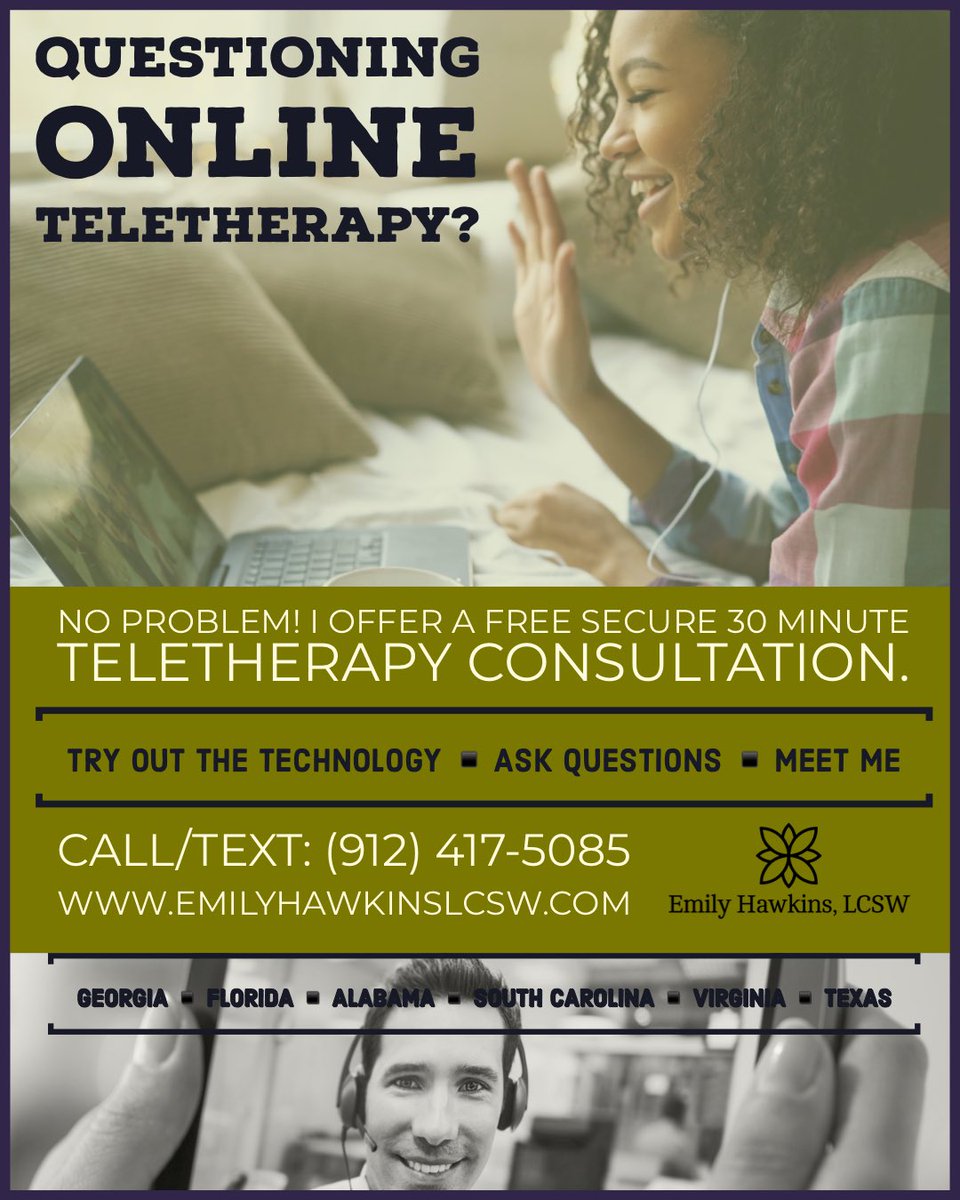 QUESTIONING
ONLINE
TELETHERAPY?
NO PROBLEM! I OFFER A FREE SECURE 30 MINUTE
TELETHERAPY CONSULTATION.
TRY OUT THE TECHNOLOGY ▪ ASK QUESTIONS ▪ MEET ME
CALL/TEXT: (912) 417-5085
WWW.EMILYHAWKINSLCSW.COM
Emily Hawkins, LCSW
GEORGIA ▪ FLORIDA ▪ ALABAMA ▪ SOUTH CAROLINA ▪ VIRGINIA ▪ TEXAS